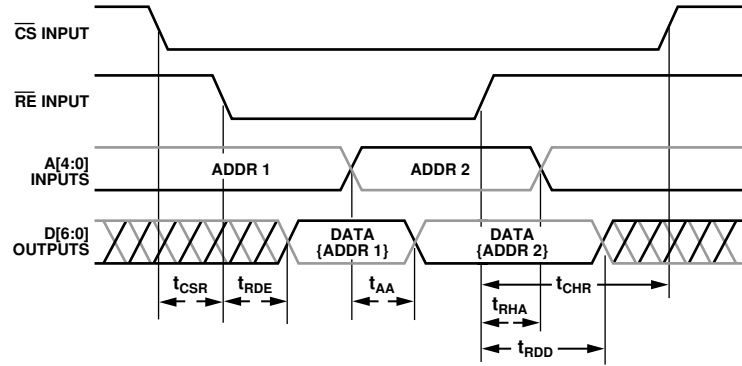 CS INPUT
RE INPUT
A[4:0]
INPUTS
ADDR 1
ADDR 2
D[6:0]
OUTPUTS
DATA
{ADDR 1}
DATA
{ADDR 2}
tCSR
tRDE
tAA
tCHR
tRHA
tRDD